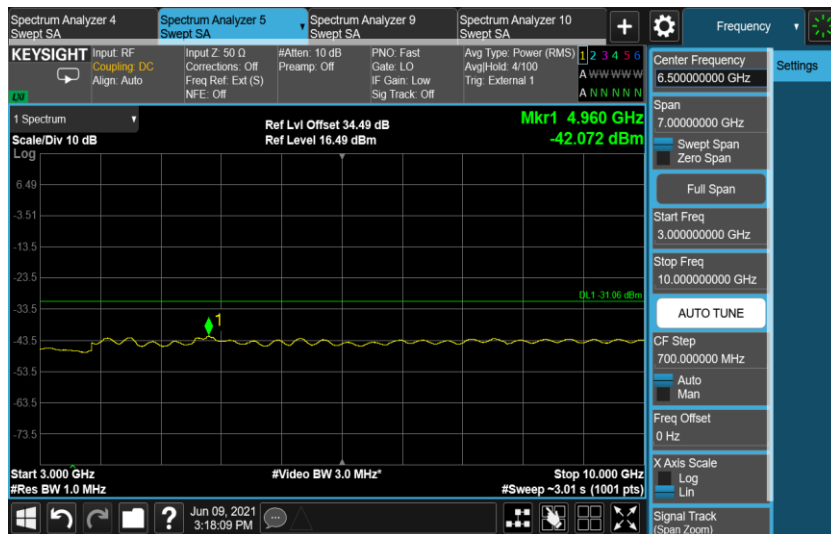 Spectrum Analyzer 4
Swept SA
Spectrum Analyzer 5
Swept SA
Spectrum Analyzer 9
Swept SA
Spectrum Analyzer 10
Swept SA
+
Frequency
KEYSIGHT
Input: RF
Coupling: DC
Align: Auto
Input Z: 50 Ω
Corrections: Off
Freq Ref: Ext (S)
NFE: Off
#Atten: 10 dB
Preamp: Off
PNO: Fast
Gate: LO
IF Gain: Low
Sig Track: Off
Avg Type: Power (RMS)
Avg|Hold: 4/100
Trig: External 1
1 2 3 4 5 6
A W W W W W
A N N N N N
LXI
1 Spectrum
Scale/Div 10 dB
Log
Ref Lvl Offset 34.49 dB
Ref Level 16.49 dBm
Mkr1 4.960 GHz
-42.072 dBm
6.49
-3.51
-13.5
-23.5
-33.5
-43.5
-53.5
-63.5
-73.5
DL1 -31.06 dBm
1
Start 3.000 GHz
#Res BW 1.0 MHz
#Video BW 3.0 MHz*
Stop 10.000 GHz
#Sweep ~3.01 s (1001 pts)
Jun 09, 2021
3:18:09 PM
?
Center Frequency
6.500000000 GHz
Settings
Span
7.00000000 GHz
Swept Span
Zero Span
Full Span
Start Freq
3.000000000 GHz
Stop Freq
10.000000000 GHz
AUTO TUNE
CF Step
700.000000 MHz
Auto
Man
Freq Offset
0 Hz
X Axis Scale
Log
Lin
Signal Track
(Span Zoom)